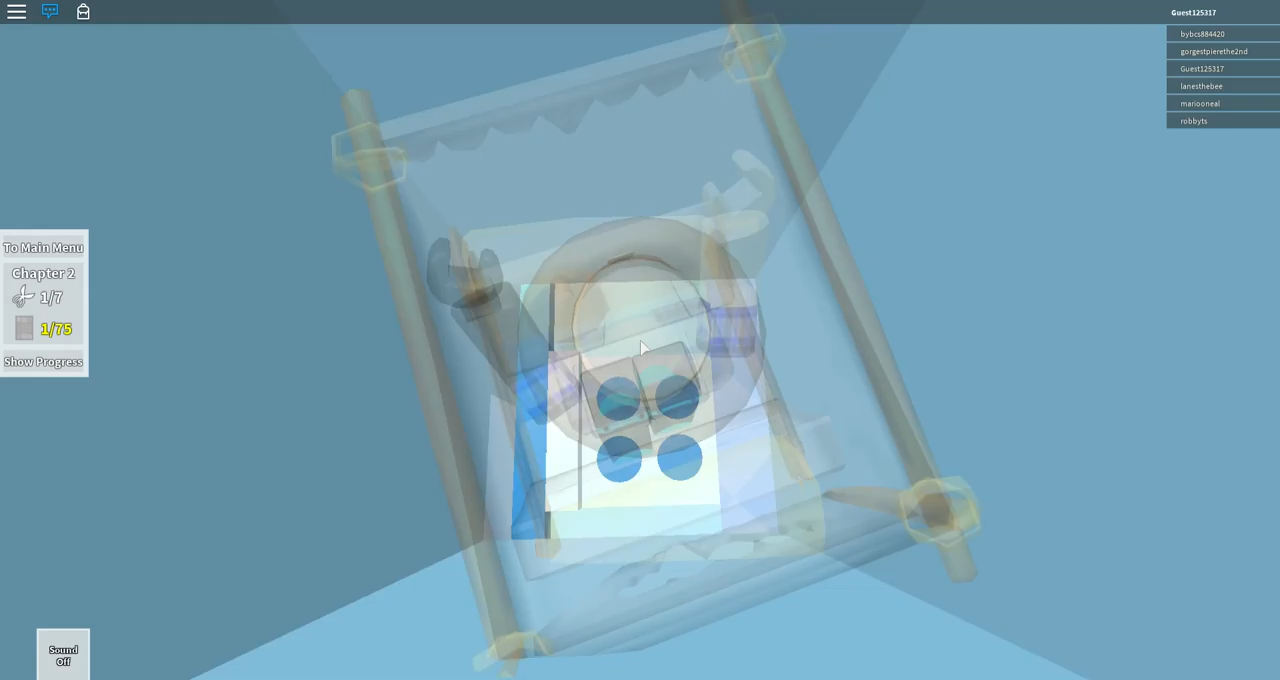 Guest125317
bybcs884420
gorgestpierethe2nd
Guest125317
lanesthebee
mariooneal
robbyts
To Main Menu
Chapter 2
1/7
1/75
Show Progress
Sound
Off